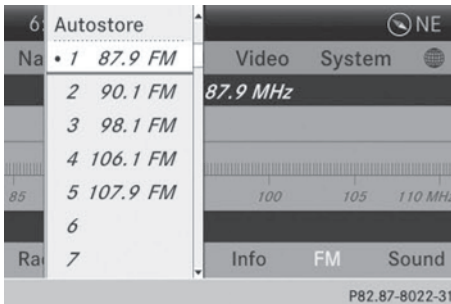 6:
Autostore
NE
Na
• 1 87.9 FM
Video System
2 90.1 FM
87.9 MHz
3 98.1 FM
4 106.1 FM
85
5 107.9 FM
100 105 110 MHz
6
Ra
7
Info FM Sound
P82.87-8022-31